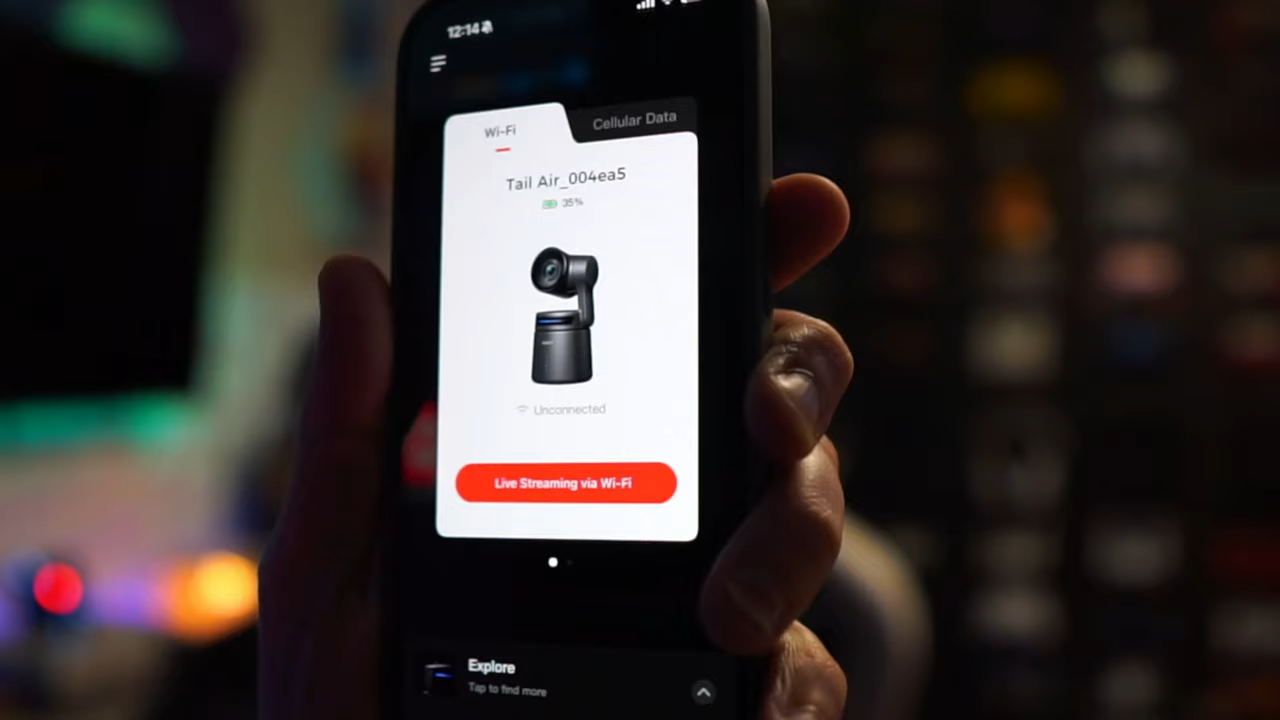 12:14
Wi-Fi
Cellular Data
Tail Air_004ea5
35%
Unconnected
Live Streaming via Wi-Fi
Explore
Tap to find more